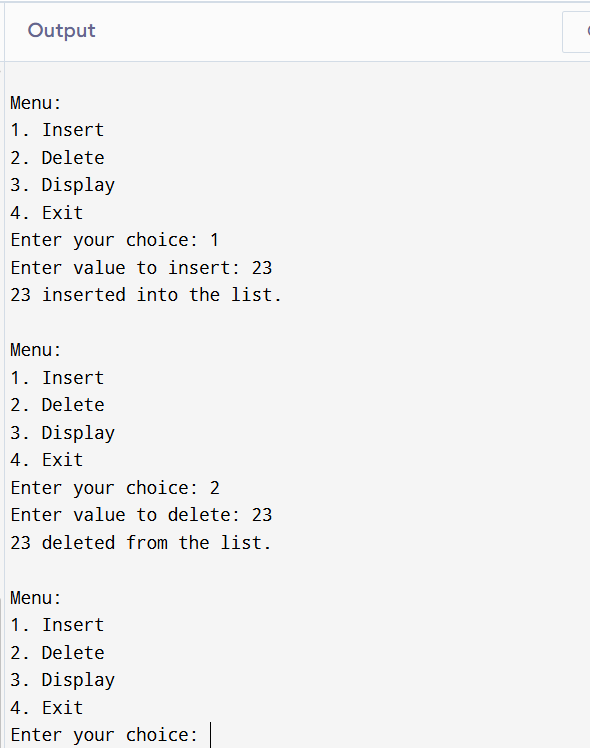 Output
Menu:
1. Insert
2. Delete
3. Display
4. Exit
Enter your choice: 1
Enter value to insert: 23
23 inserted into the list.
Menu:
1. Insert
2. Delete
3. Display
4. Exit
Enter your choice: 2
Enter value to delete: 23
23 deleted from the list.
Menu:
1. Insert
2. Delete
3. Display
4. Exit
Enter your choice: